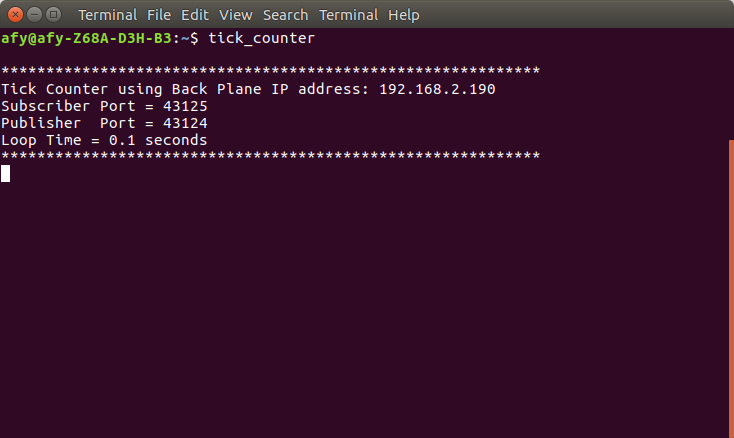 Terminal File Edit View Search Terminal Help
afy@afy-Z68A-D3H-B3:~$ tick_counter
************************************************************
Tick Counter using Back Plane IP address: 192.168.2.190
Subscriber Port = 43125
Publisher  Port = 43124
Loop Time = 0.1 seconds
************************************************************